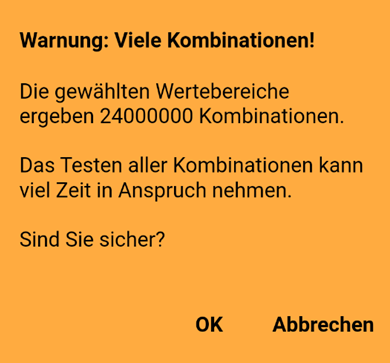 Warnung: Viele Kombinationen!
Die gewählten Wertebereiche
ergeben 24000000 Kombinationen.
Das Testen aller Kombinationen kann
viel Zeit in Anspruch nehmen.
Sind Sie sicher?
OK Abbrechen